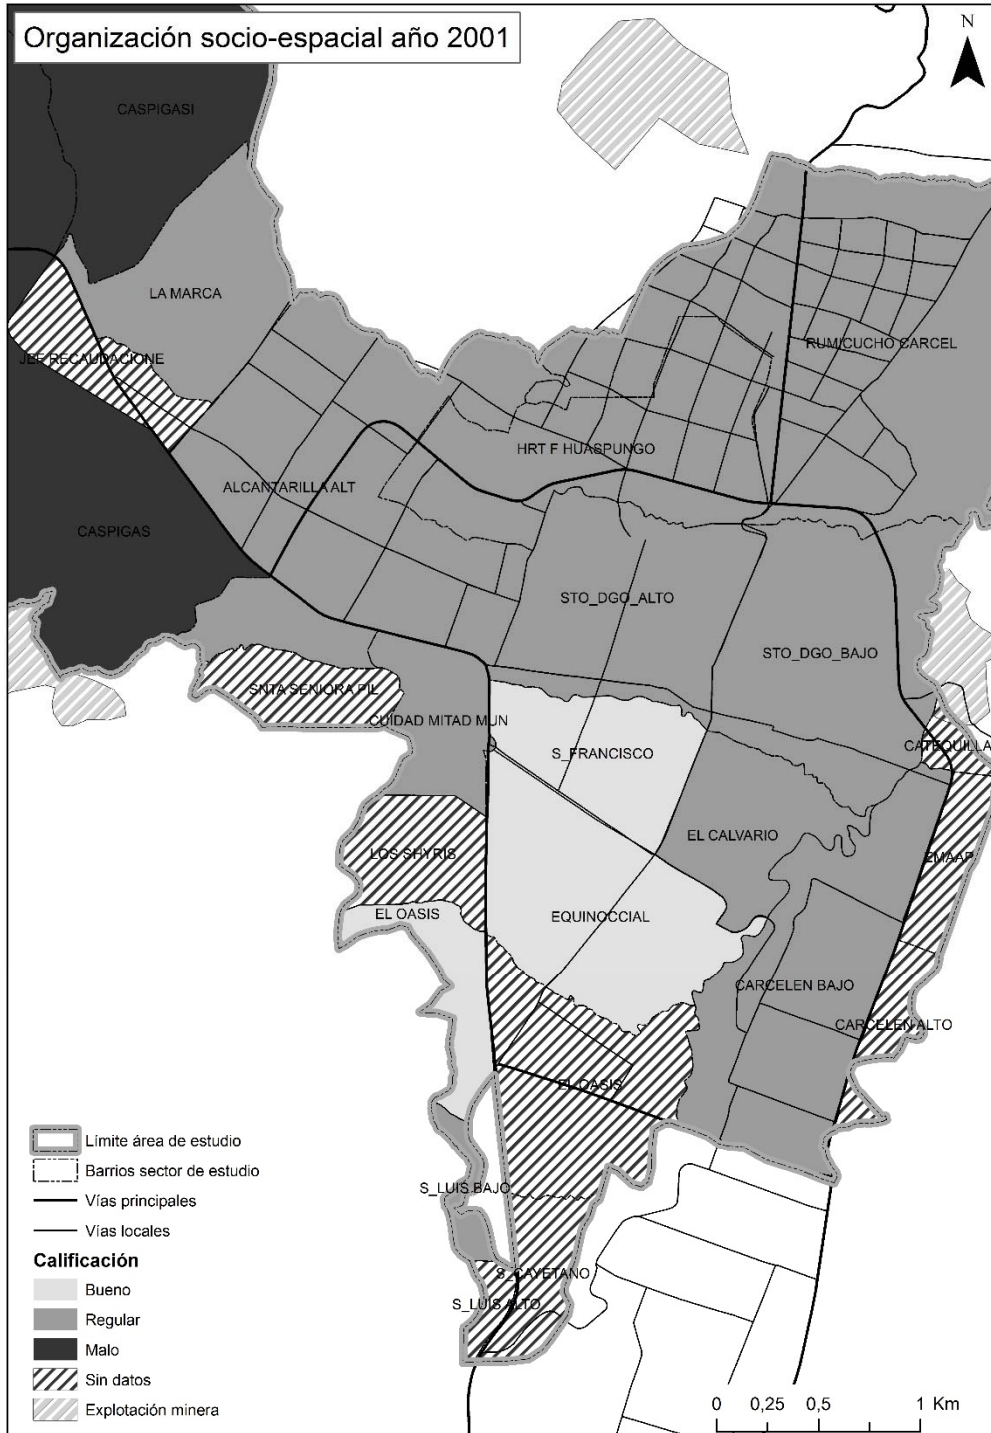 Organización socio-espacial año 2001
N
CASPIGASI
LA MARCA
JEF RECAUDACIONE
RUMICUCHO CARCEL
HRT F HUASPUNGO
ALCANTARILLA ALT
CASPIGAS
STO_DGO_ALTO
STO_DGO_BAJO
SNTA SENIORA PIL
CUIDAD MITAD MUN
S_FRANCISCO
CATEQUILLA
EL CALVARIO
LOS SHYRIS
ZMAAP
EL OASIS
EQUINOCCIAL
CARCELEN BAJO
CARCELEN ALTO
EL OASIS
S_LUIS BAJO
S_CAYETANO
S_LUIS ALTO
Límite área de estudio
Barrios sector de estudio
Vías principales
Vías locales
Calificación
Bueno
Regular
Malo
Sin datos
Explotación minera
0 0,25 0,5 1 Km